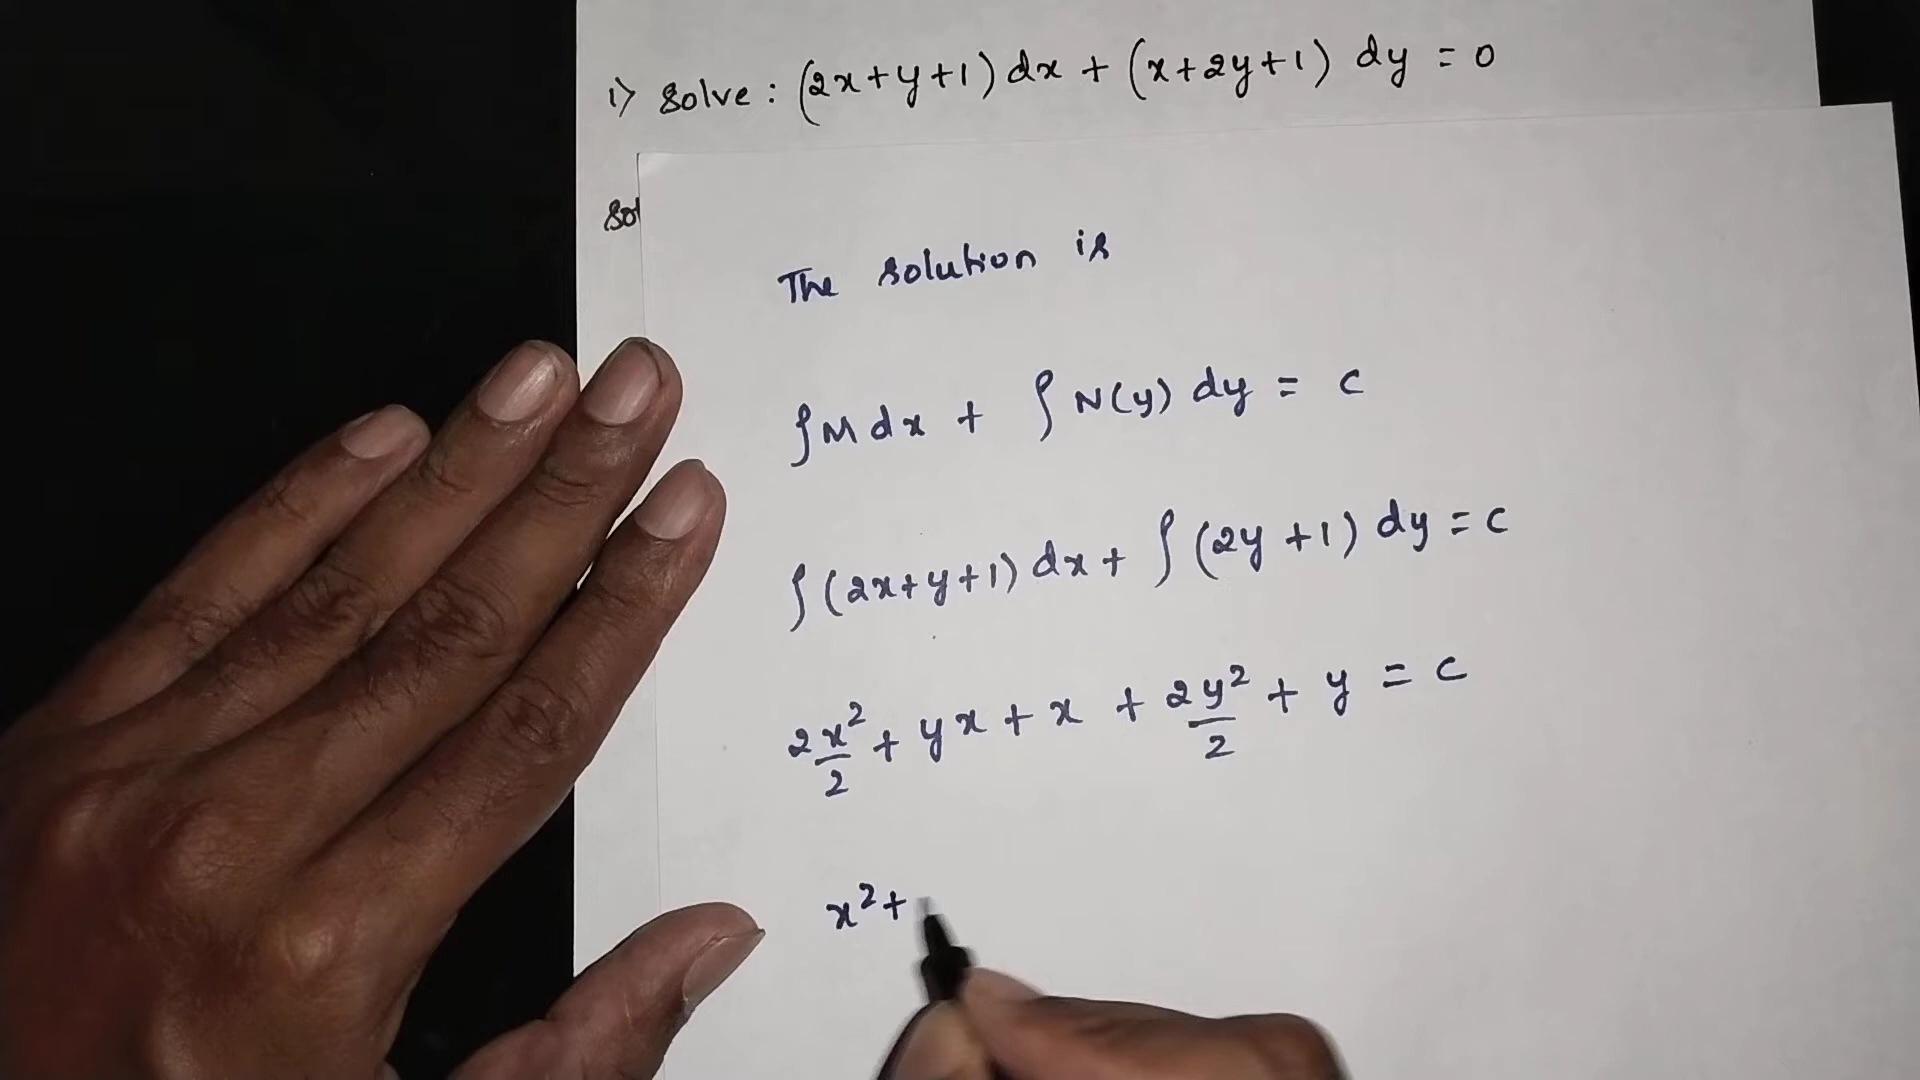 1) Solve : (2x+y+1) dx + (x+2y+1) dy = 0
Sol
The solution is
∫M dx + ∫ N(y) dy = c
∫(2x+y+1) dx + ∫ (2y+1) dy = c
2x²/2 + yx + x + 2y²/2 + y = c
x² +